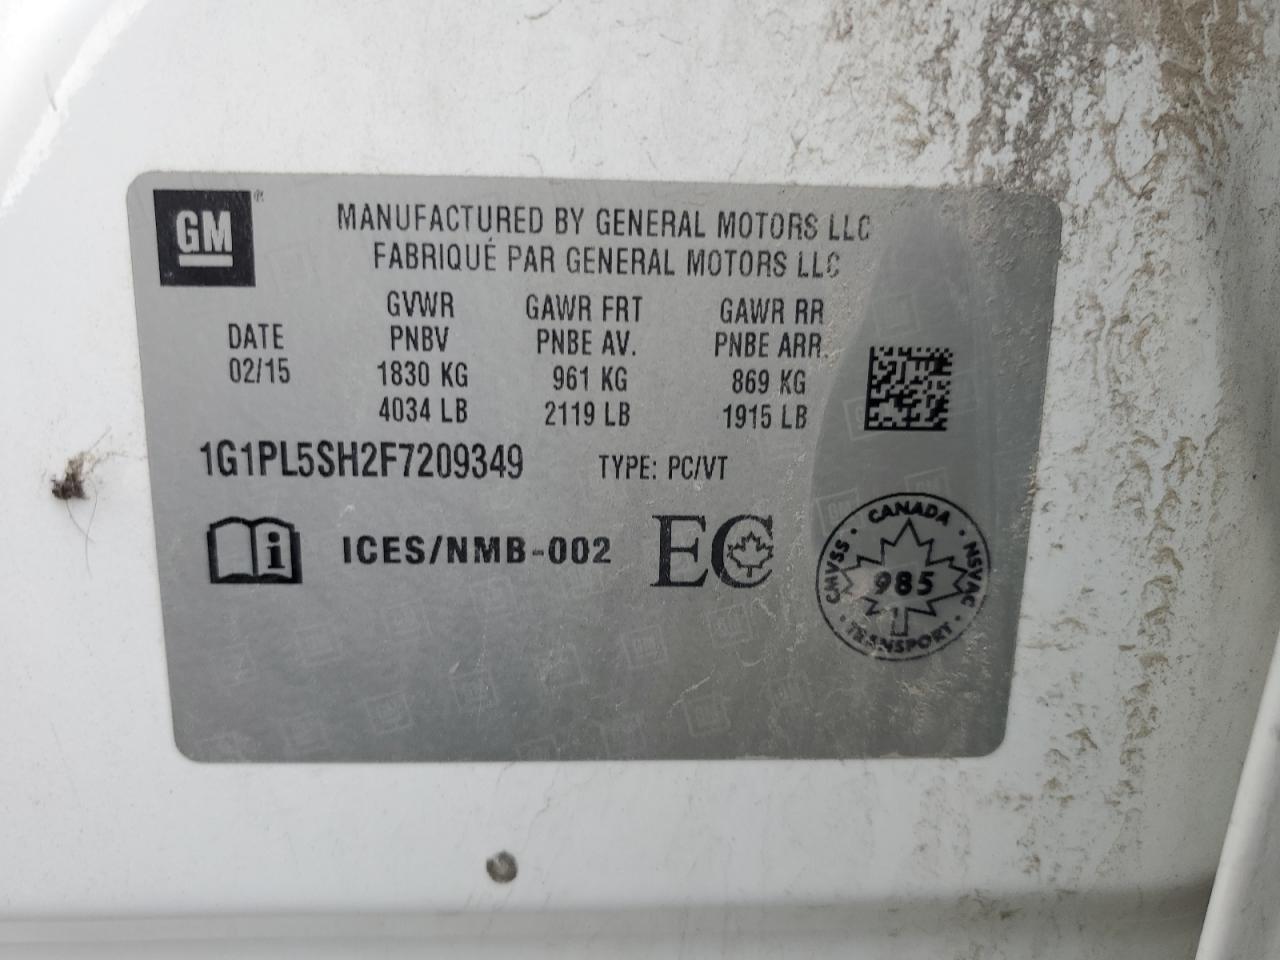 GM®
MANUFACTURED BY GENERAL MOTORS LLC
FABRIQUÉ PAR GENERAL MOTORS LLC
DATE
02/15
GVWR
PNBV
1830 KG
4034 LB
GAWR FRT
PNBE AV.
961 KG
2119 LB
GAWR RR
PNBE ARR.
869 KG
1915 LB
1G1PL5SH2F7209349 TYPE: PC/VT
i
ICES/NMB-002
EC
CANADA
CMVSS
985
NSVAC
TRANSPORT